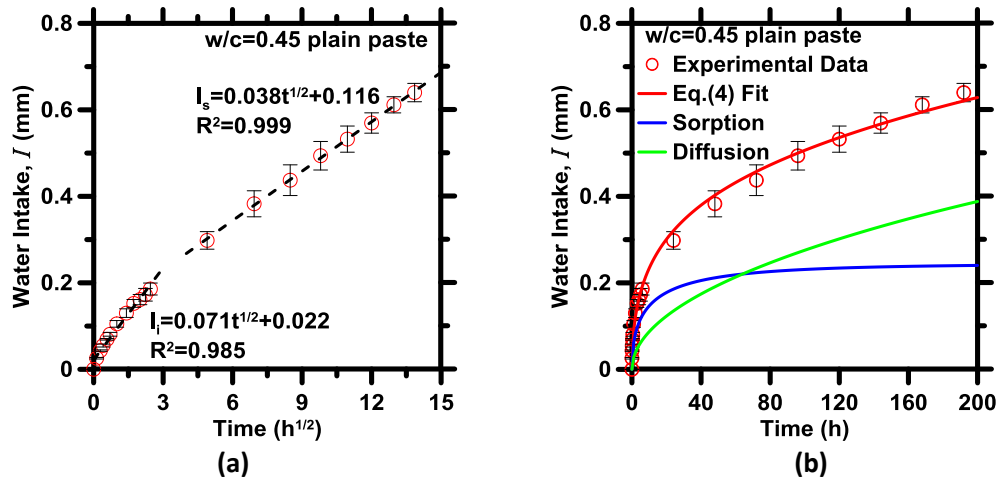 w/c=0.45 plain paste
I_s=0.038t^{1/2}+0.116
R²=0.999
I_i=0.071t^{1/2}+0.022
R²=0.985
0.8
0.6
0.4
0.2
0
Water Intake, I (mm)
0 3 6 9 12 15
Time (h^{1/2})
(a)
w/c=0.45 plain paste
Experimental Data
Eq.(4) Fit
Sorption
Diffusion
0.8
0.6
0.4
0.2
0
Water Intake, I (mm)
0 40 80 120 160 200
Time (h)
(b)